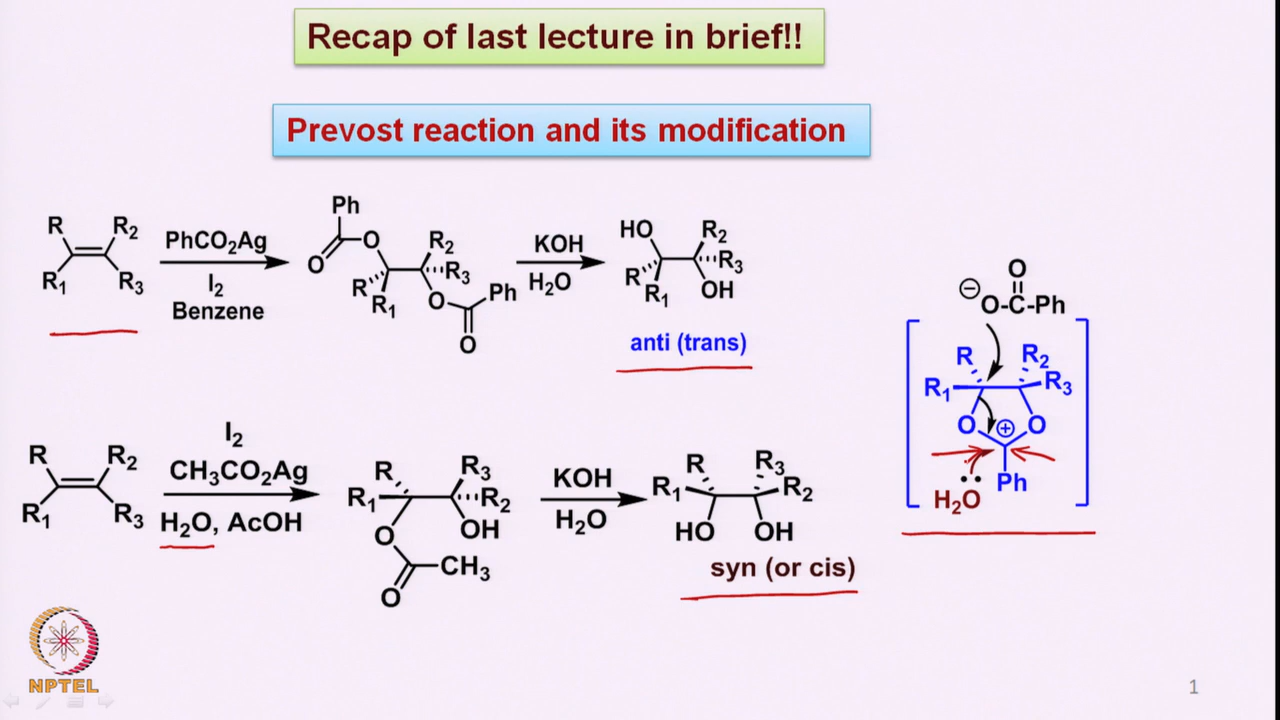 Recap of last lecture in brief!!
Prevost reaction and its modification
R R₂
R₁ R₃
PhCO₂Ag
I₂
Benzene
Ph
O
O
R₂
R₃
R
R₁
O
Ph
O
KOH
H₂O
HO
R₂
R₃
R
R₁
OH
anti (trans)
R R₂
R₁ R₃
I₂
CH₃CO₂Ag
H₂O, AcOH
R R₃
R₁ R₂
O OH
CH₃
O
KOH
H₂O
R R₃
R₁ R₂
HO OH
syn (or cis)
O
⊖O-C-Ph
R R₂
R₁ R₃
O ⊕ O
Ph
H₂O
NPTEL
1